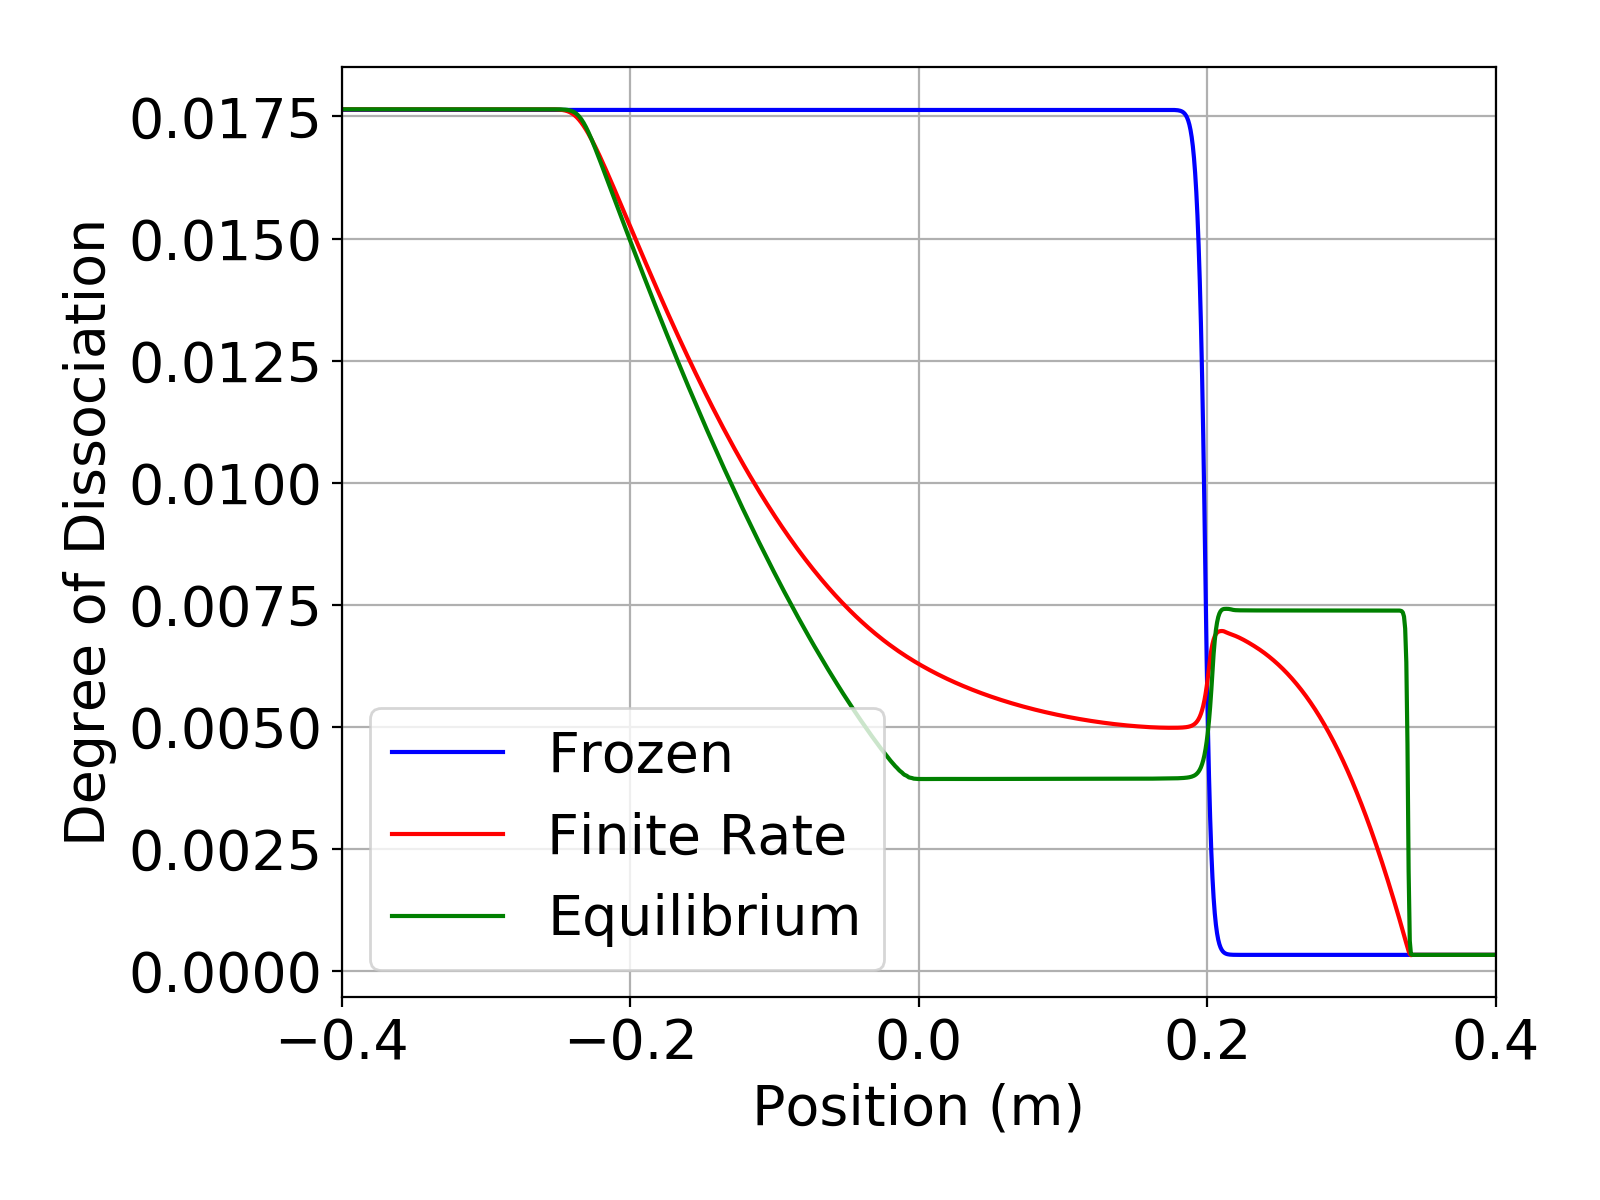 Degree of Dissociation
0.0175
0.0150
0.0125
0.0100
0.0075
0.0050
0.0025
0.0000
Frozen
Finite Rate
Equilibrium
−0.4 −0.2 0.0 0.2 0.4
Position (m)